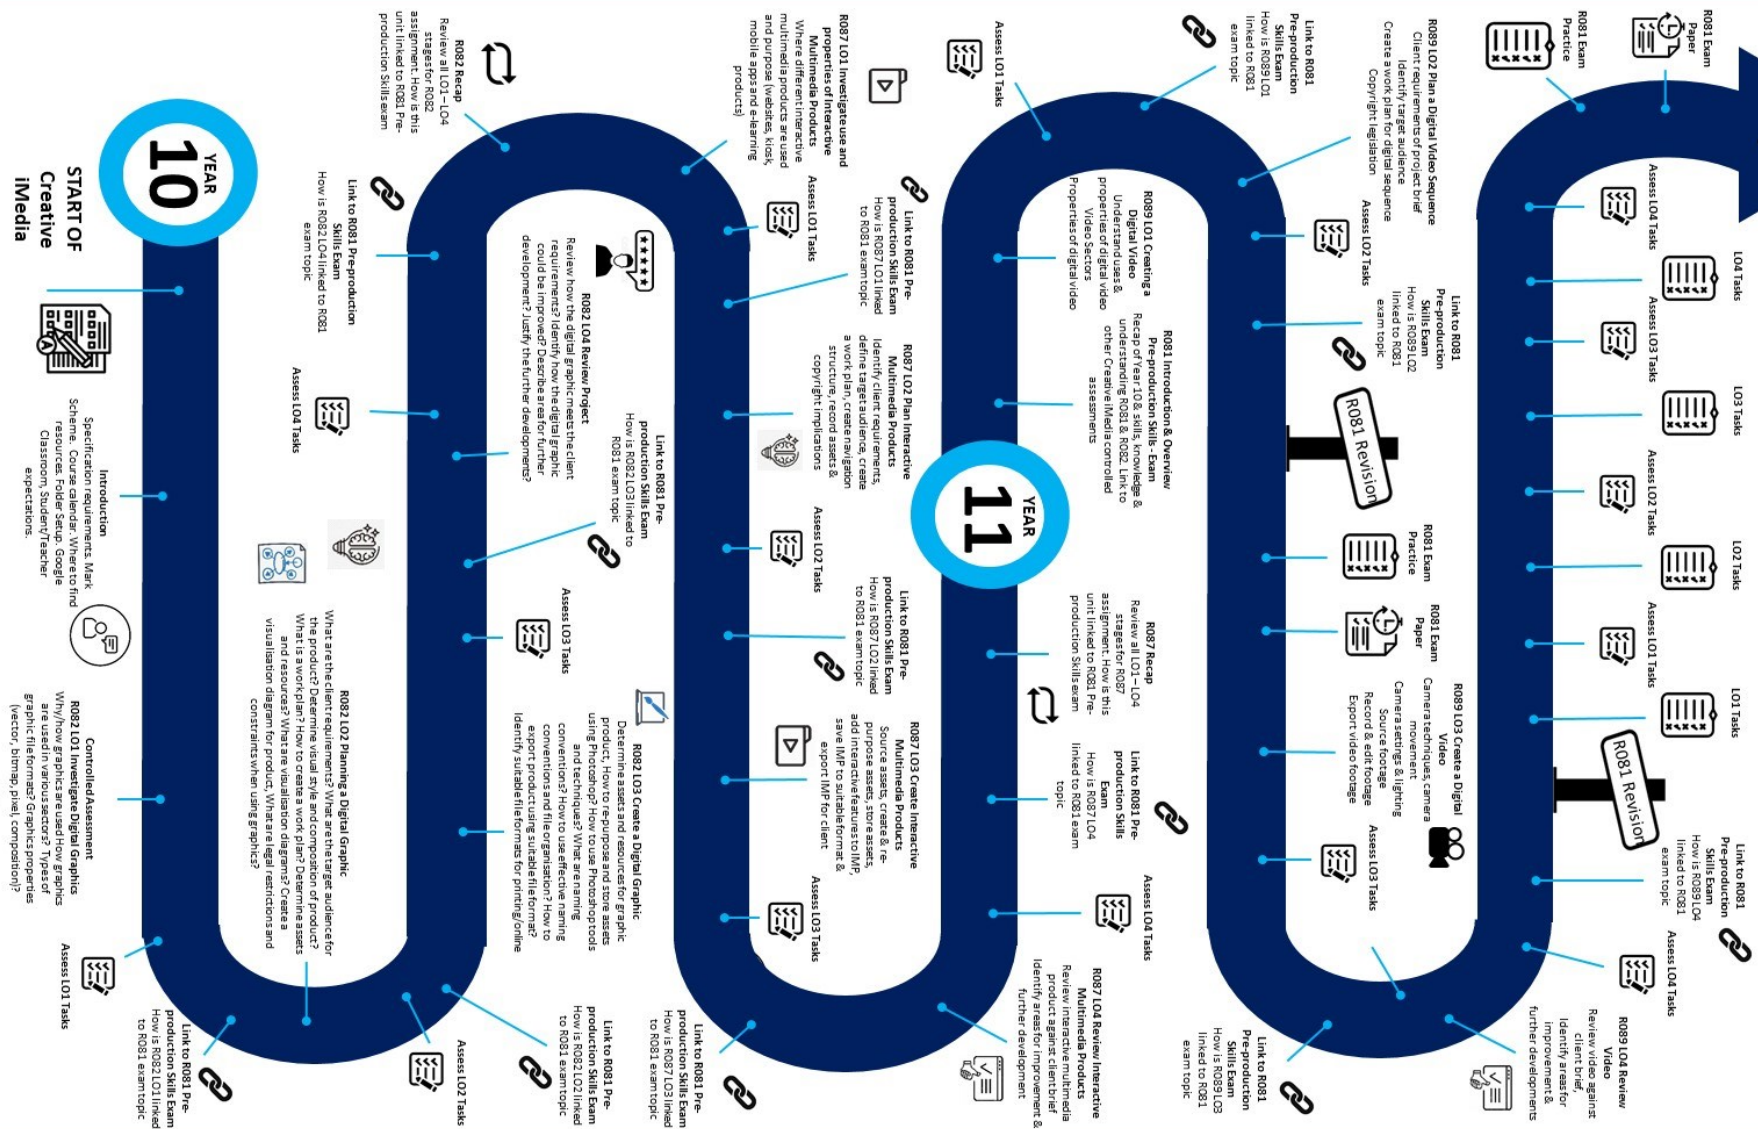 YEAR
10
START OF
Creative
iMedia
Introduction
Specification requirements. Mark
Scheme. Course calendar. Where to find
resources. Folder Setup. Google
Classroom, Student/Teacher
expectations.
Controlled Assessment
R082 LO1 Investigate Digital Graphics
Why/how graphics are used How graphics
are used in various sectors? Types of
graphic file formats? Graphics properties
(vector, bitmap, pixel, composition)?
Assess LO1 Tasks
Link to R081 Pre-
production Skills Exam
How is R082 LO1 linked
to R081 exam topic
R082 LO2 Planning a Digital Graphic
What are the client requirements? What are the the target audience for
the product? Determine visual style and composition of product?
What is a work plan? How to create a work plan? Determine assets
and resources? What are visualisation diagrams? Create a
visualisation diagram for product, What are legal restrictions and
constraints when using graphics?
Assess LO2 Tasks
Link to R081 Pre-
production Skills Exam
How is R082 LO2 linked
to R081 exam topic
R082 LO3 Create a Digital Graphic
Determine assets and resources for graphic
product, How to re-purpose and store assets
using Photoshop? How to use Photoshop tools
and techniques? What are naming
conventions? How to use effective naming
conventions and file organisation? How to
export product using suitable file format?
Identify suitable file formats for printing/online
Assess LO3 Tasks
Link to R081 Pre-
production Skills Exam
How is R082 LO3 linked to
R081 exam topic
R082 LO4 Review Project
Review how the digital graphic meets the client
requirements? Identify how the digital graphic
could be improved? Describe area for further
development? Justify the further developments?
Assess LO4 Tasks
Link to R081 Pre-production
Skills Exam
How is R082 LO4 linked to R081
exam topic
R082 Recap
Review all LO1 – LO4
stages for R082
assignment. How is this
unit linked to R081 Pre-
production Skills exam
R087 LO1 Investigate use and
properties of Interactive
Multimedia Products
Where different interactive
multimedia products are used
and purpose (websites, kiosk,
mobile apps and e-learning
products)
Assess LO1 Tasks
Link to R081 Pre-
production Skills Exam
How is R087 LO1 linked
to R081 exam topic
R087 LO2 Plan Interactive
Multimedia Products
Identify client requirements,
define target audience, create
a work plan, create navigation
structure, record assets &
copyright implications
Assess LO2 Tasks
Link to R081 Pre-
production Skills Exam
How is R087 LO2 linked
to R081 exam topic
R087 LO3 Create Interactive
Multimedia Products
Source assets, create & re-
purpose assets, store assets,
add interactive features to IMP,
save IMP to suitable format &
export IMP for client
Assess LO3 Tasks
Link to R081 Pre-
production Skills Exam
How is R087 LO3 linked
to R081 exam topic
R087 LO4 Review Interactive
Multimedia Products
Review interactive multimedia
product against client brief
Identify areas for improvement &
further development
Assess LO4 Tasks
Link to R081 Pre-
production Skills
Exam
How is R087 LO4
linked to R081 exam
topic
R087 Recap
Review all LO1 – LO4
stages for R087
assignment. How is this
unit linked to R081 Pre-
production Skills exam
YEAR
11
R081 Introduction & Overview
Pre-production Skills - Exam
Recap of Year 10 & skills, knowledge &
understanding R081 & R082. Link to
other Creative iMedia controlled
assessments
R089 LO1 Creating a
Digital Video
Understand uses &
properties of digital video
Video Sectors
Properties of digital video
Assess LO1 Tasks
Link to R081
Pre-production
Skills Exam
How is R089 LO1
linked to R081
exam topic
R089 LO2 Plan a Digital Video Sequence
Client requirements of project brief
Identify target audience
Create a work plan for digital sequence
Copyright legislation
Assess LO2 Tasks
Link to R081
Pre-production
Skills Exam
How is R089 LO2
linked to R081
exam topic
R081 Revision
R081 Exam
Practice
R081 Exam
Paper
R089 LO3 Create a Digital
Video
Camera techniques, camera
movement
Camera settings & lighting
Source footage
Record & edit footage
Export video footage
Assess LO3 Tasks
Link to R081
Pre-production
Skills Exam
How is R089 LO3
linked to R081
exam topic
R089 LO4 Review
Video
Review video against
client brief,
Identify areas for
improvement &
further developments
Assess LO4 Tasks
Link to R081
Pre-production
Skills Exam
How is R089 LO4
linked to R081
exam topic
R081 Revision
LO1 Tasks
Assess LO1 Tasks
LO2 Tasks
Assess LO2 Tasks
LO3 Tasks
Assess LO3 Tasks
LO4 Tasks
Assess LO4 Tasks
R081 Exam
Practice
R081 Exam
Paper